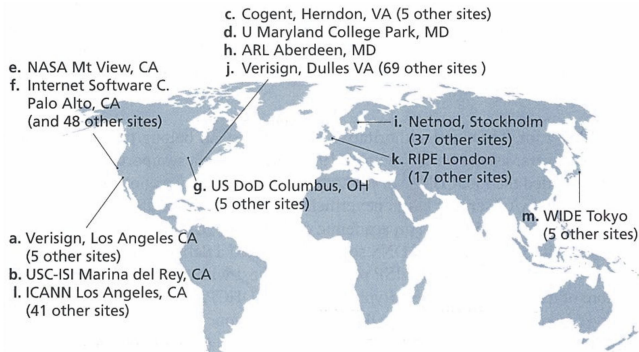 c. Cogent, Herndon, VA (5 other sites)
d. U Maryland College Park, MD
h. ARL Aberdeen, MD
j. Verisign, Dulles VA (69 other sites )
e. NASA Mt View, CA
f. Internet Software C.
Palo Alto, CA
(and 48 other sites)
i. Netnod, Stockholm
(37 other sites)
k. RIPE London
(17 other sites)
g. US DoD Columbus, OH
(5 other sites)
m. WIDE Tokyo
(5 other sites)
a. Verisign, Los Angeles CA
(5 other sites)
b. USC-ISI Marina del Rey, CA
l. ICANN Los Angeles, CA
(41 other sites)